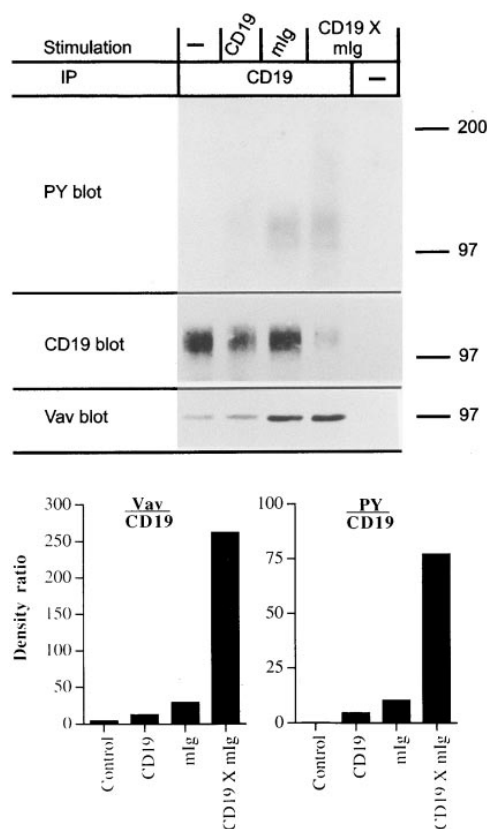 Stimulation – CD19 mIg CD19 X mIg
IP CD19 –
PY blot
200
97
CD19 blot
97
Vav blot
97
Vav
CD19
PY
CD19
Density ratio
300
250
200
150
100
50
0
100
75
50
25
0
Control
CD19
mIg
CD19 X mIg
Control
CD19
mIg
CD19 X mIg